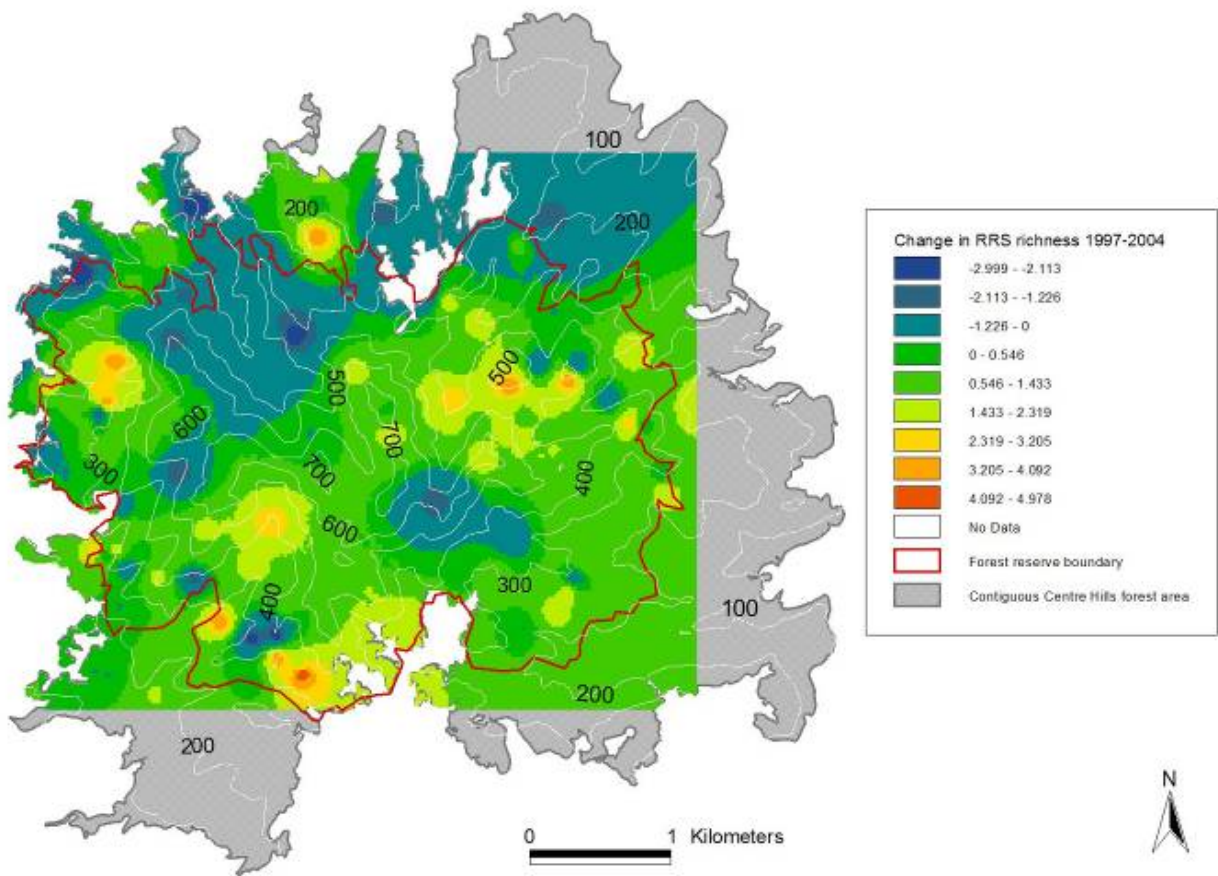 100
200
200
500
500
600
700
300
700
400
600
300
400
100
200
200
Change in RRS richness 1997-2004
-2.999 - -2.113
-2.113 - -1.226
-1.226 - 0
0 - 0.546
0.546 - 1.433
1.433 - 2.319
2.319 - 3.205
3.205 - 4.092
4.092 - 4.978
No Data
Forest reserve boundary
Contiguous Centre Hills forest area
N
0 1 Kilometers